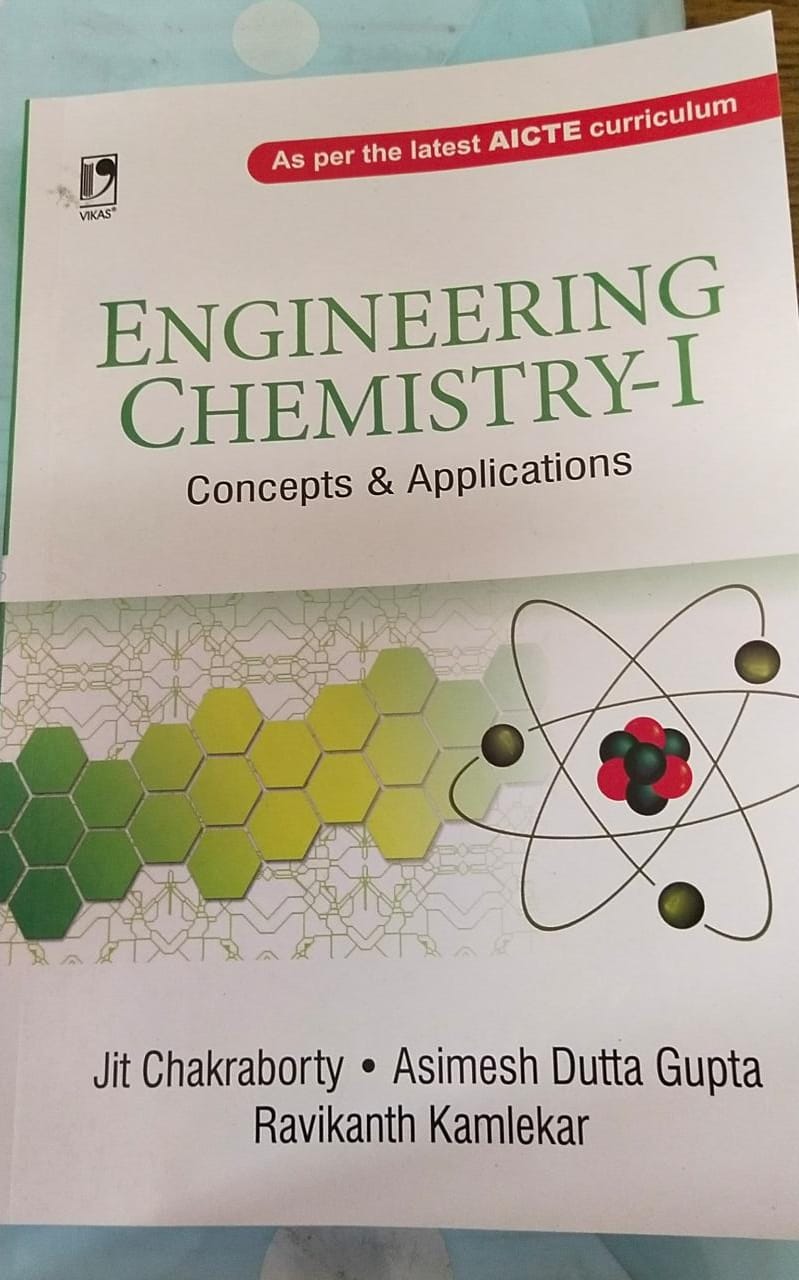 As per the latest AICTE curriculum
VIKAS®
ENGINEERING
CHEMISTRY-I
Concepts & Applications
Jit Chakraborty • Asimesh Dutta Gupta
Ravikanth Kamlekar